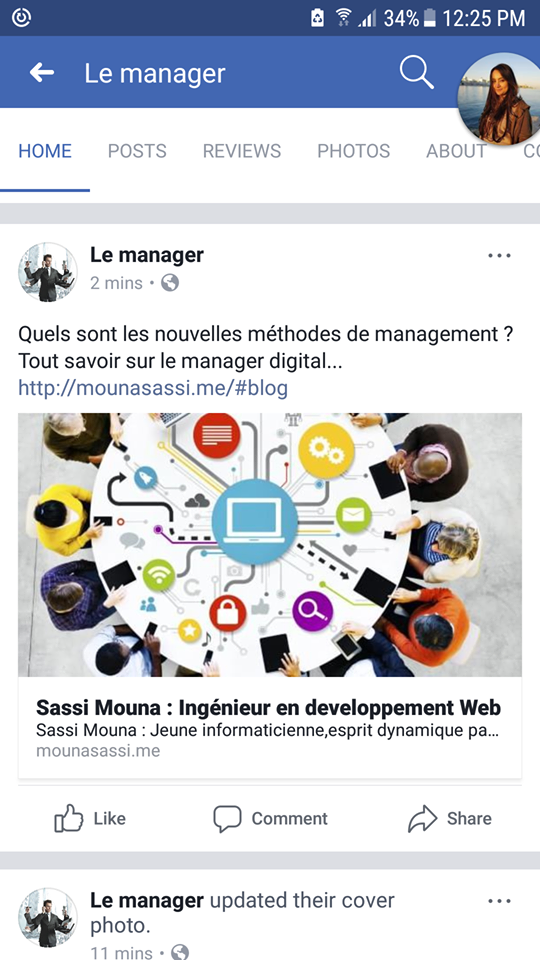 34% 12:25 PM
Le manager
HOME POSTS REVIEWS PHOTOS ABOUT CO
Le manager
2 mins
Quels sont les nouvelles méthodes de management ?
Tout savoir sur le manager digital...
http://mounasassi.me/#blog
Sassi Mouna : Ingénieur en developpement Web
Sassi Mouna : Jeune informaticienne,esprit dynamique pa...
mounasassi.me
Like Comment Share
Le manager updated their cover
photo.
11 mins